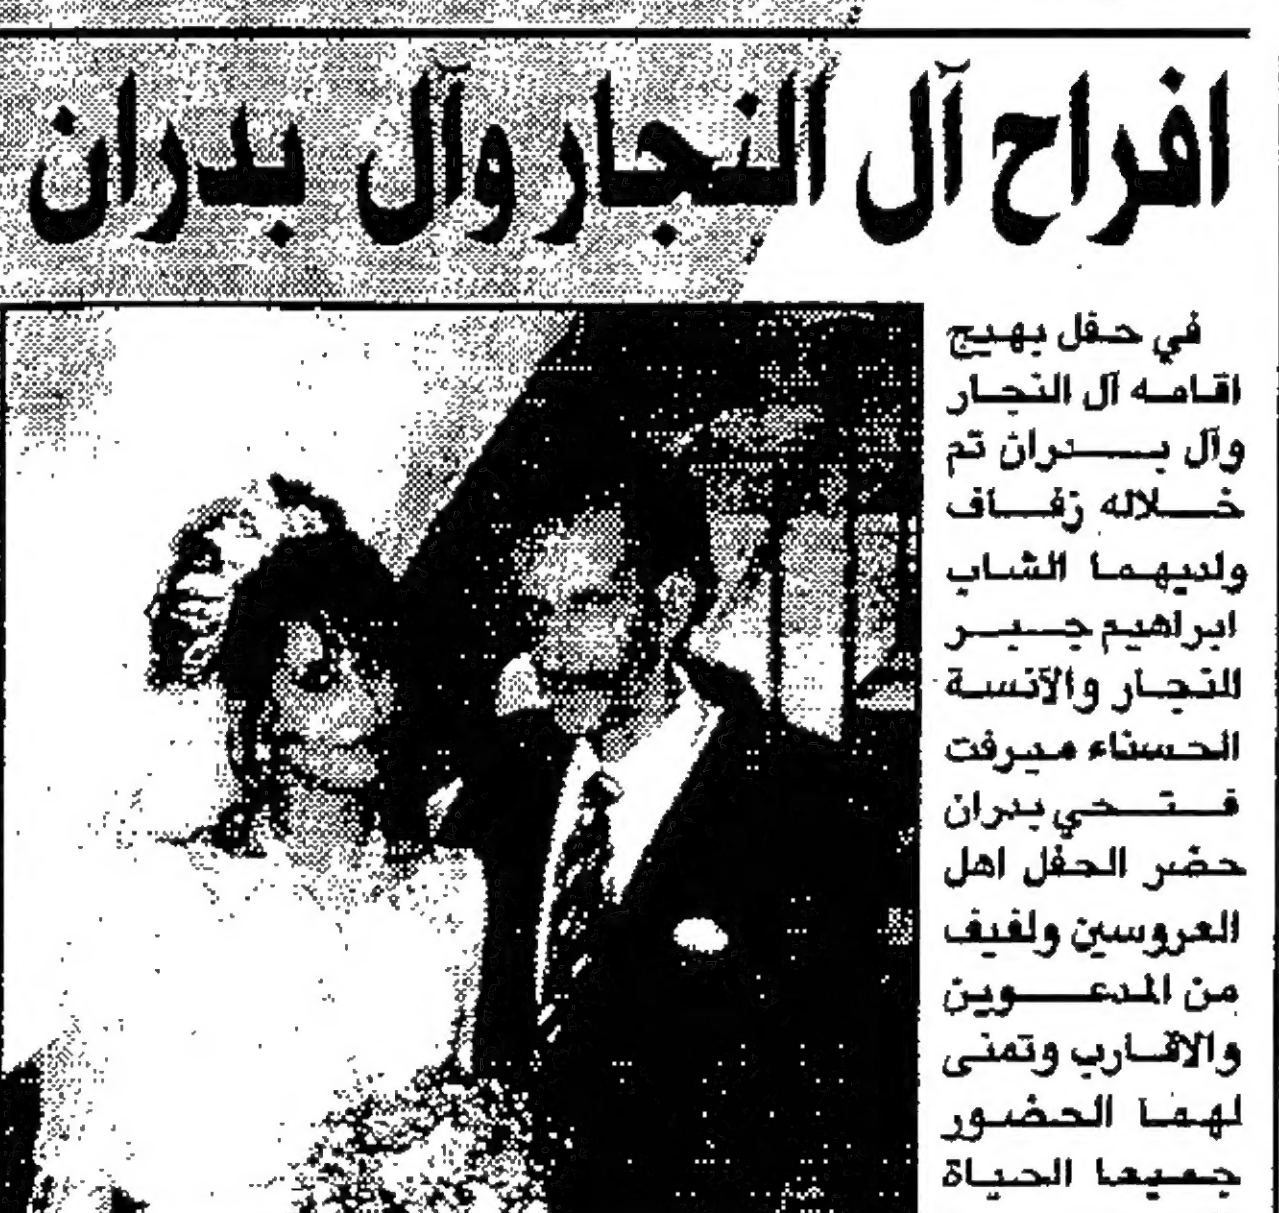 افراح آل النجار وآل بدران
في حفل بهيج
اقامه آل النجار
وآل بدران تم
خلاله زفاف
ولديهما الشاب
ابراهيم جبر
النجار والآنسة
الحسناء ميرفت
فتحي بدران
حضر الحفل اهل
العروسين ولفيف
من المدعوين
والاقارب وتمنى
لهما الحضور
جميعا الحياة